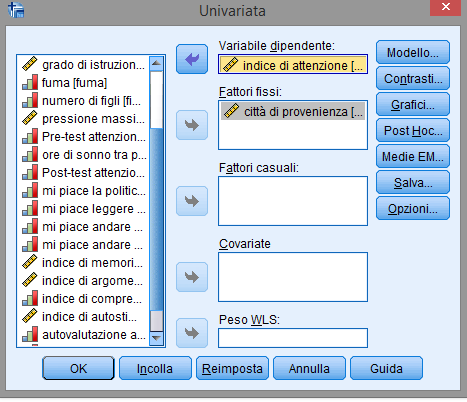 Univariata
grado di istruzion...
fuma [fuma]
numero di figli [fi...
pressione massi...
Pre-test attenzion...
ore di sonno tra p...
Post-test attenzio...
mi piace la politic...
mi piace leggere ...
mi piace andare ...
mi piace andare ...
indice di memori...
indice di argome...
indice di compre...
indice di autosti...
autovalutazione a...
Variabile dipendente:
indice di attenzione [...
Fattori fissi:
città di provenienza [...
Fattori casuali:
Covariate
Peso WLS:
Modello...
Contrasti...
Grafici...
Post Hoc...
Medie EM...
Salva...
Opzioni...
OK
Incolla
Reimposta
Annulla
Guida